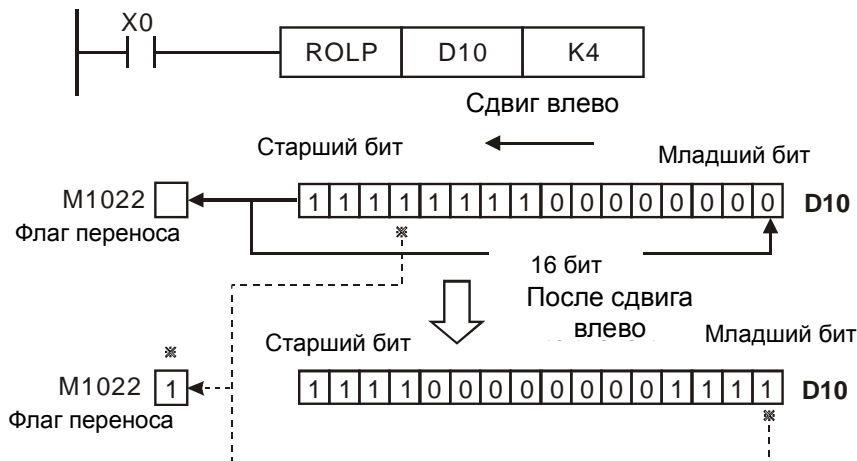 X0
ROLP D10 K4
Сдвиг влево
Старший бит Младший бит
M1022 1 1 1 1 1 1 1 1 0 0 0 0 0 0 0 0 D10
Флаг переноса ※
16 бит
После сдвига
влево
※ Старший бит Младший бит
M1022 1 1 1 1 1 0 0 0 0 0 0 0 0 1 1 1 1 D10
Флаг переноса ※